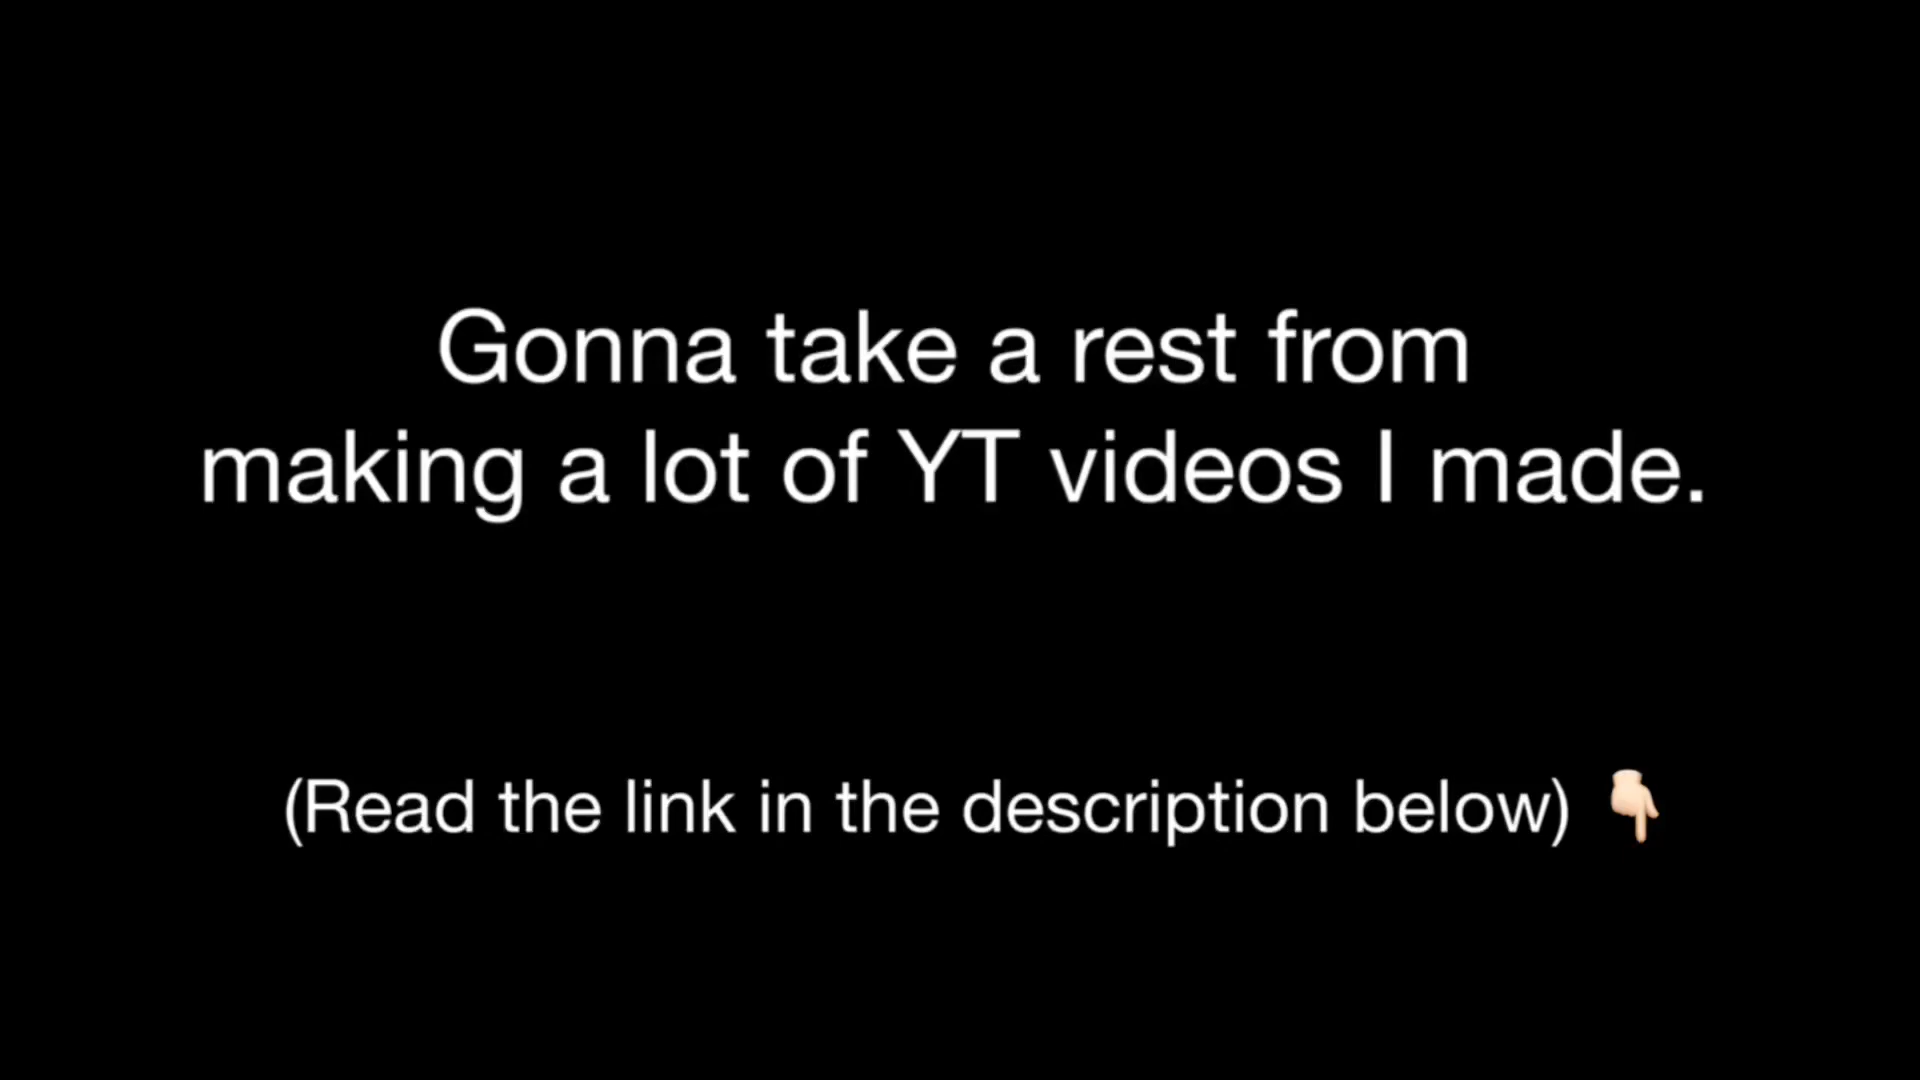 Gonna take a rest from
making a lot of YT videos I made.
(Read the link in the description below) 👇🏻